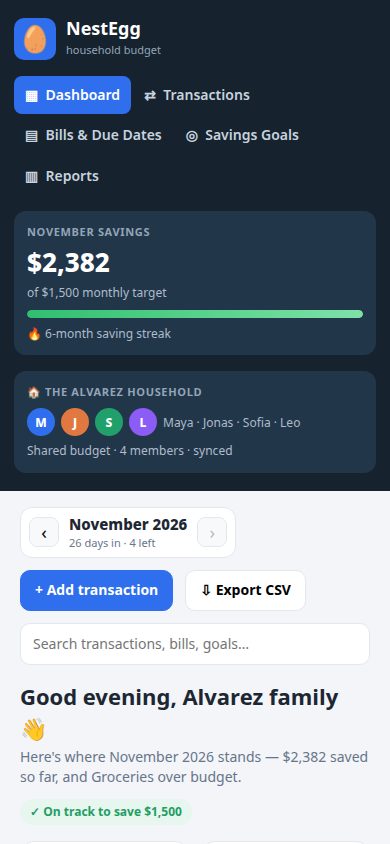 NestEgg
household budget
Dashboard
Transactions
Bills & Due Dates
Savings Goals
Reports
NOVEMBER SAVINGS
$2,382
of $1,500 monthly target
🔥 6-month saving streak
🏠 THE ALVAREZ HOUSEHOLD
M J S L Maya · Jonas · Sofia · Leo
Shared budget · 4 members · synced
‹ November 2026 ›
26 days in · 4 left
+ Add transaction
⇩ Export CSV
Search transactions, bills, goals…
Good evening, Alvarez family
👋
Here's where November 2026 stands — $2,382 saved
so far, and Groceries over budget.
✓ On track to save $1,500